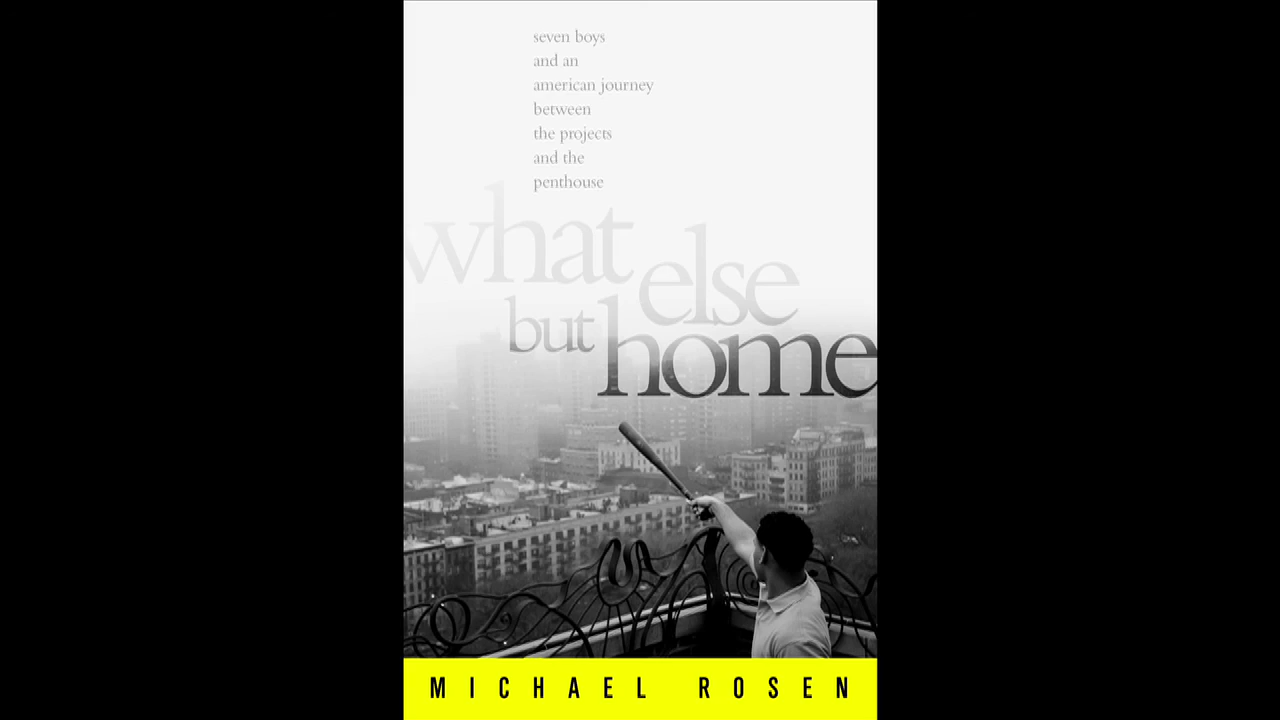 seven boys
and an
american journey
between
the projects
and the
penthouse
what
else
but
home
MICHAEL ROSEN